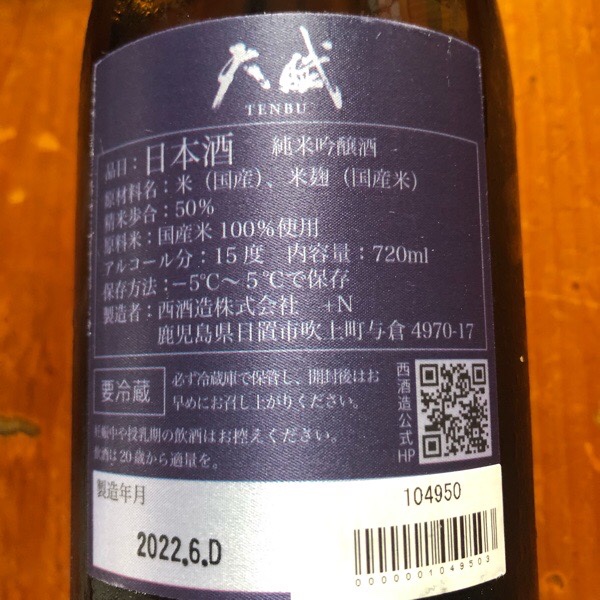 天賦
TENBU
品目：日本酒　純米吟醸酒
原材料名：米（国産）、米麹（国産米）
精米歩合：50%
原料米：国産米100%使用
アルコール分：15度　内容量：720ml
保存方法：−5℃〜5℃で保存
製造者：西酒造株式会社　+N
鹿児島県日置市吹上町与倉4970-17
要冷蔵
必ず冷蔵庫で保管し、開封後はお
早めにお召し上がりください。
妊娠中や授乳期の飲酒はお控えください。
飲酒は20歳から適量を。
西酒造公式HP
製造年月
2022.6.D
104950
0000001049503